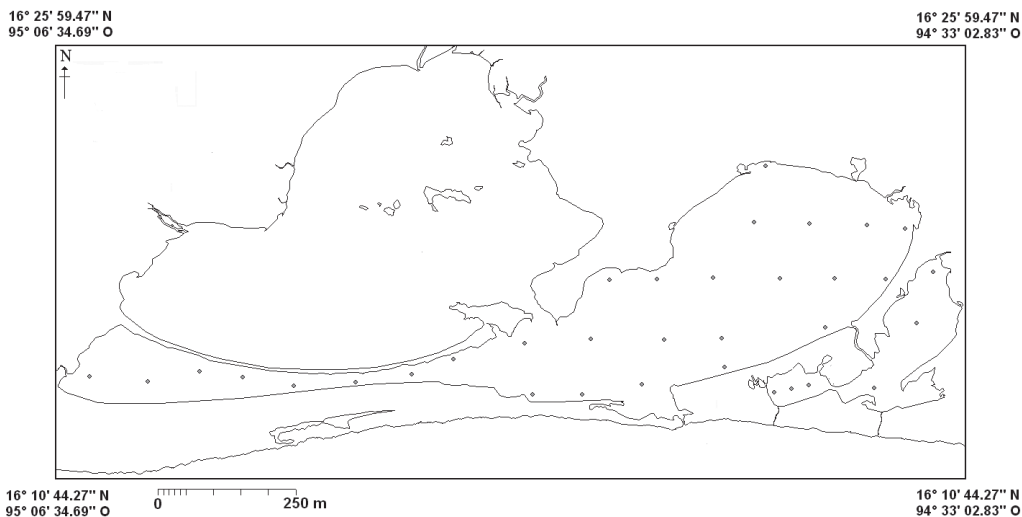 16° 25' 59.47" N
95° 06' 34.69" O
16° 25' 59.47" N
94° 33' 02.83" O
N
16° 10' 44.27" N
95° 06' 34.69" O
0 250 m
16° 10' 44.27" N
94° 33' 02.83" O